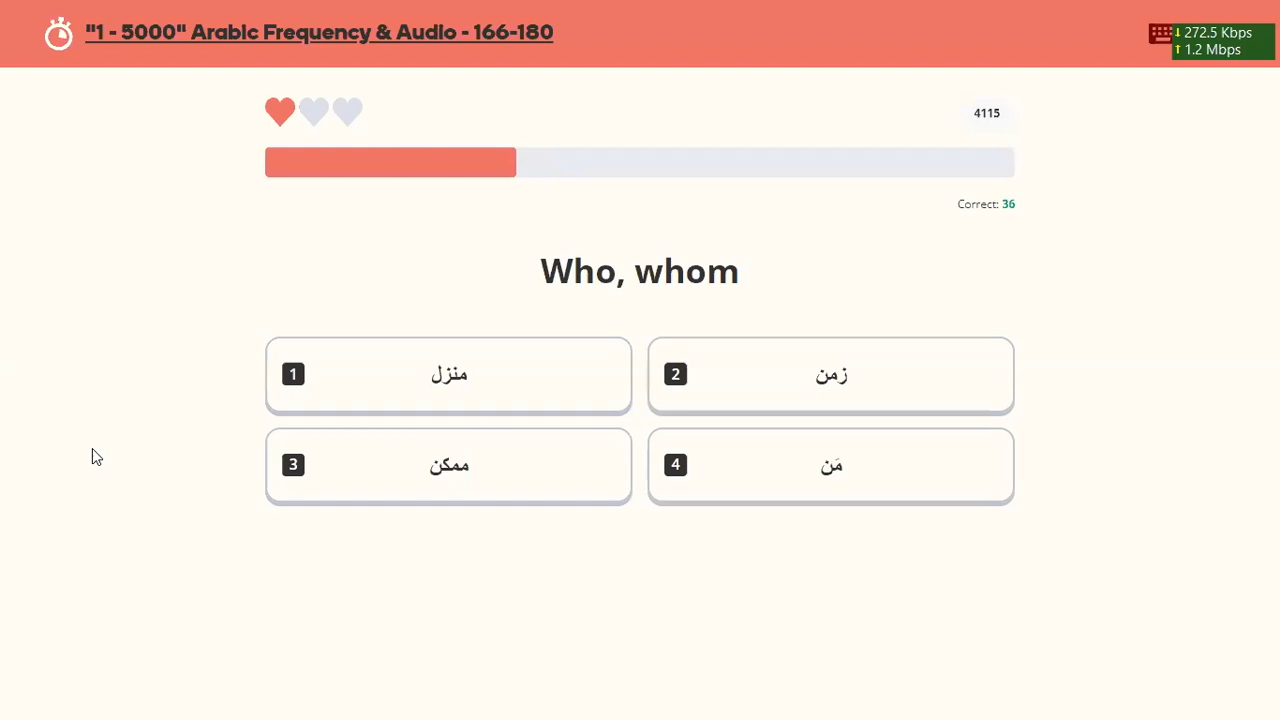 "1 - 5000" Arabic Frequency & Audio - 166-180
↓ 272.5 Kbps
↑ 1.2 Mbps
4115
Correct: 36
Who, whom
1 منزل
2 زمن
3 ممكن
4 مَن